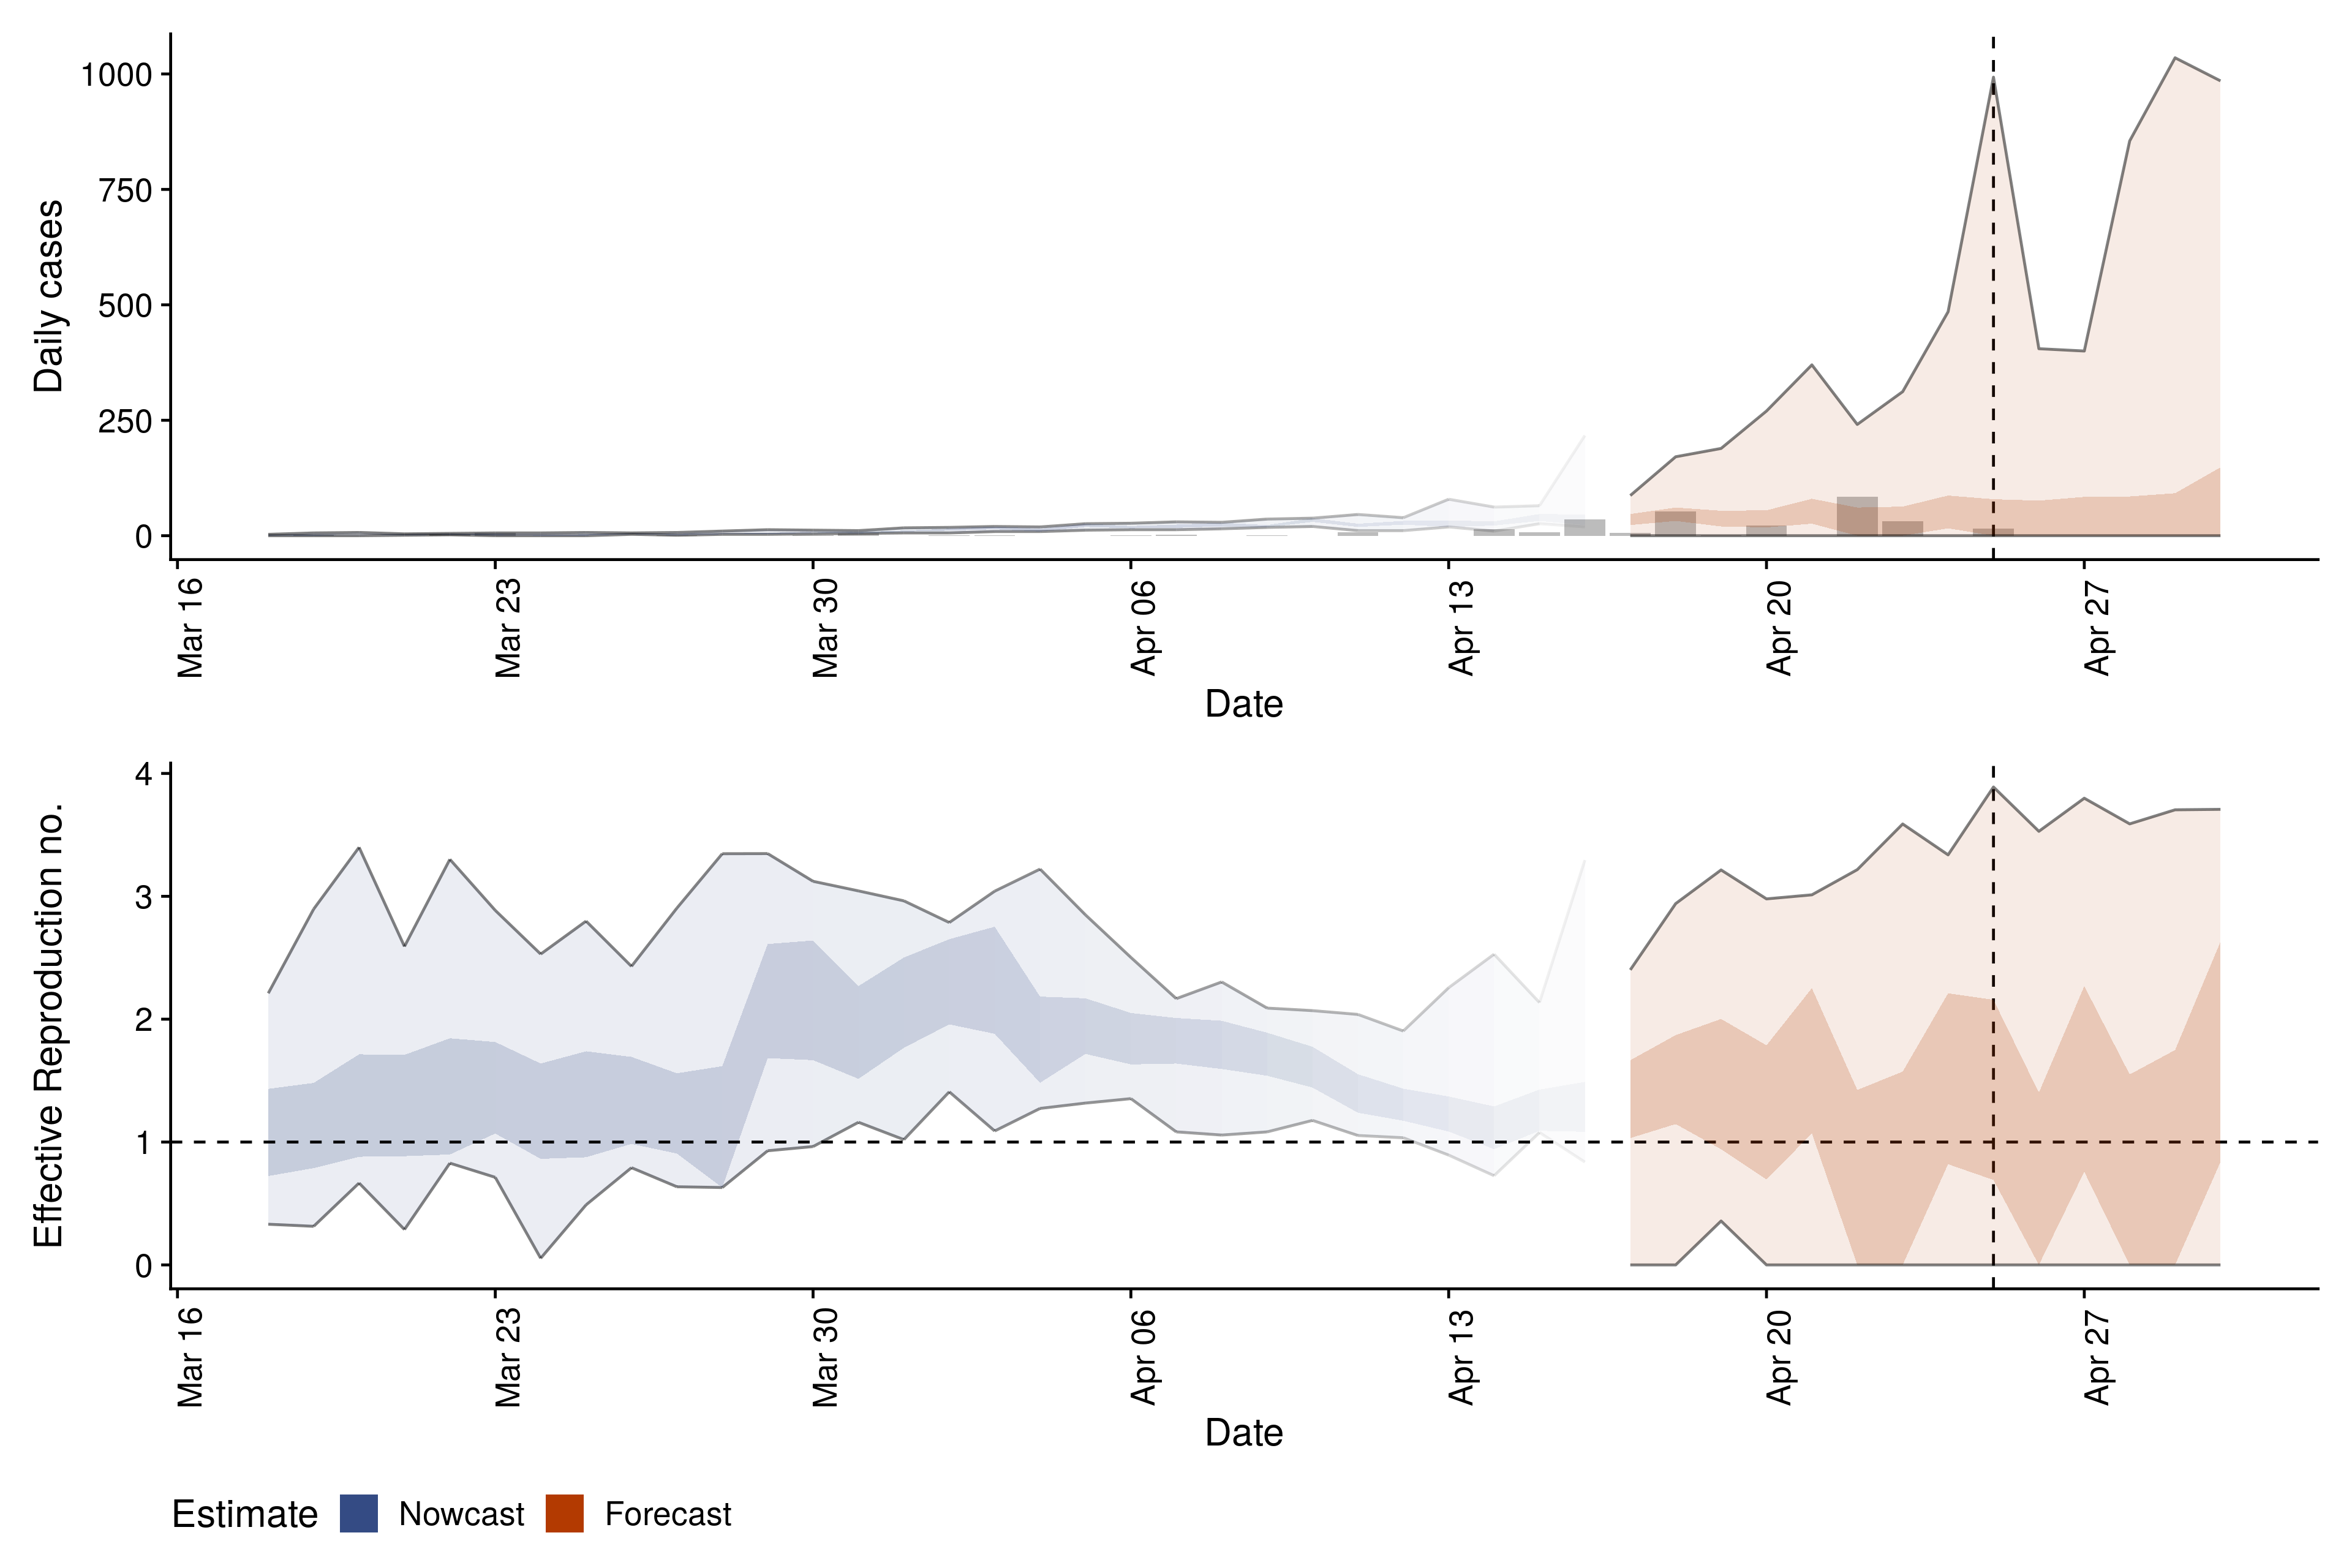 Daily cases
1000
750
500
250
0
Mar 16
Mar 23
Mar 30
Apr 06
Apr 13
Apr 20
Apr 27
Date
Effective Reproduction no.
4
3
2
1
0
Mar 16
Mar 23
Mar 30
Apr 06
Apr 13
Apr 20
Apr 27
Date
Estimate Nowcast Forecast